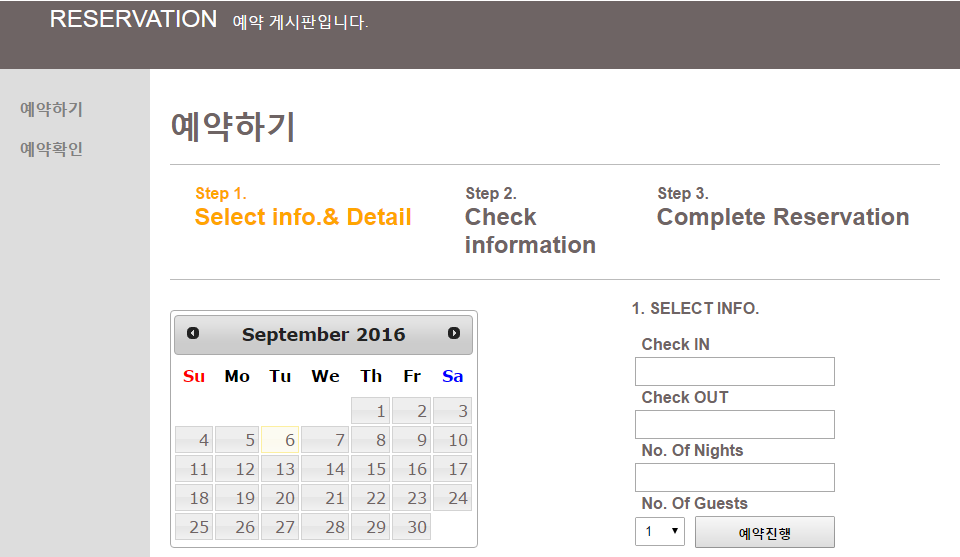 RESERVATION 예약 게시판입니다.
예약하기
예약확인
예약하기
Step 1.
Select info.& Detail
Step 2.
Check
information
Step 3.
Complete Reservation
September 2016
Su Mo Tu We Th Fr Sa
1 2 3
4 5 6 7 8 9 10
11 12 13 14 15 16 17
18 19 20 21 22 23 24
25 26 27 28 29 30
1. SELECT INFO.
Check IN
Check OUT
No. Of Nights
No. Of Guests
1 예약진행